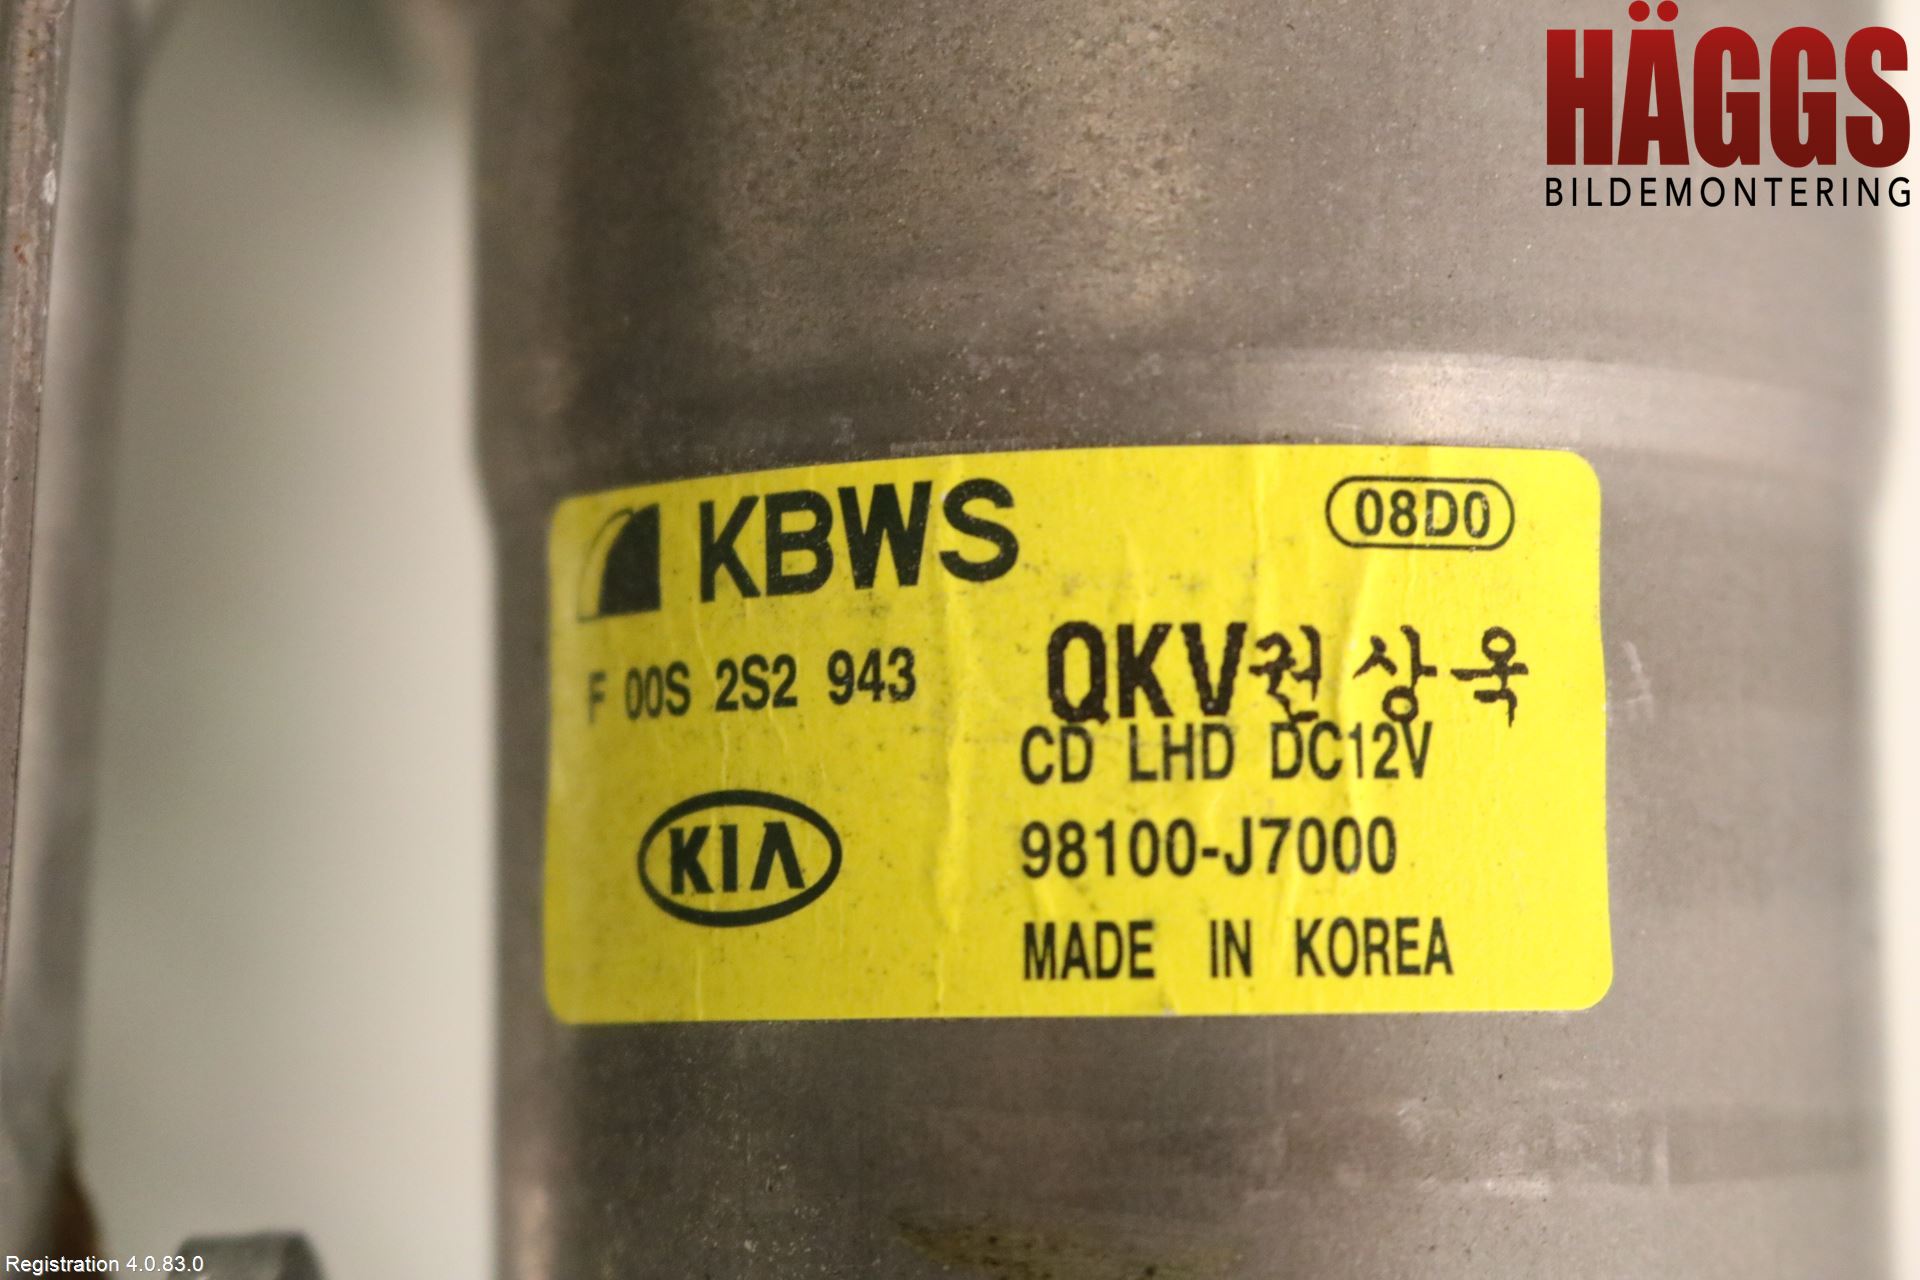 HÄGGS
BILDEMONTERING
KBWS
08D0
F 00S 2S2 943
QKV권 상 옥
CD LHD DC12V
KIA
98100-J7000
MADE IN KOREA
Registration 4.0.83.0